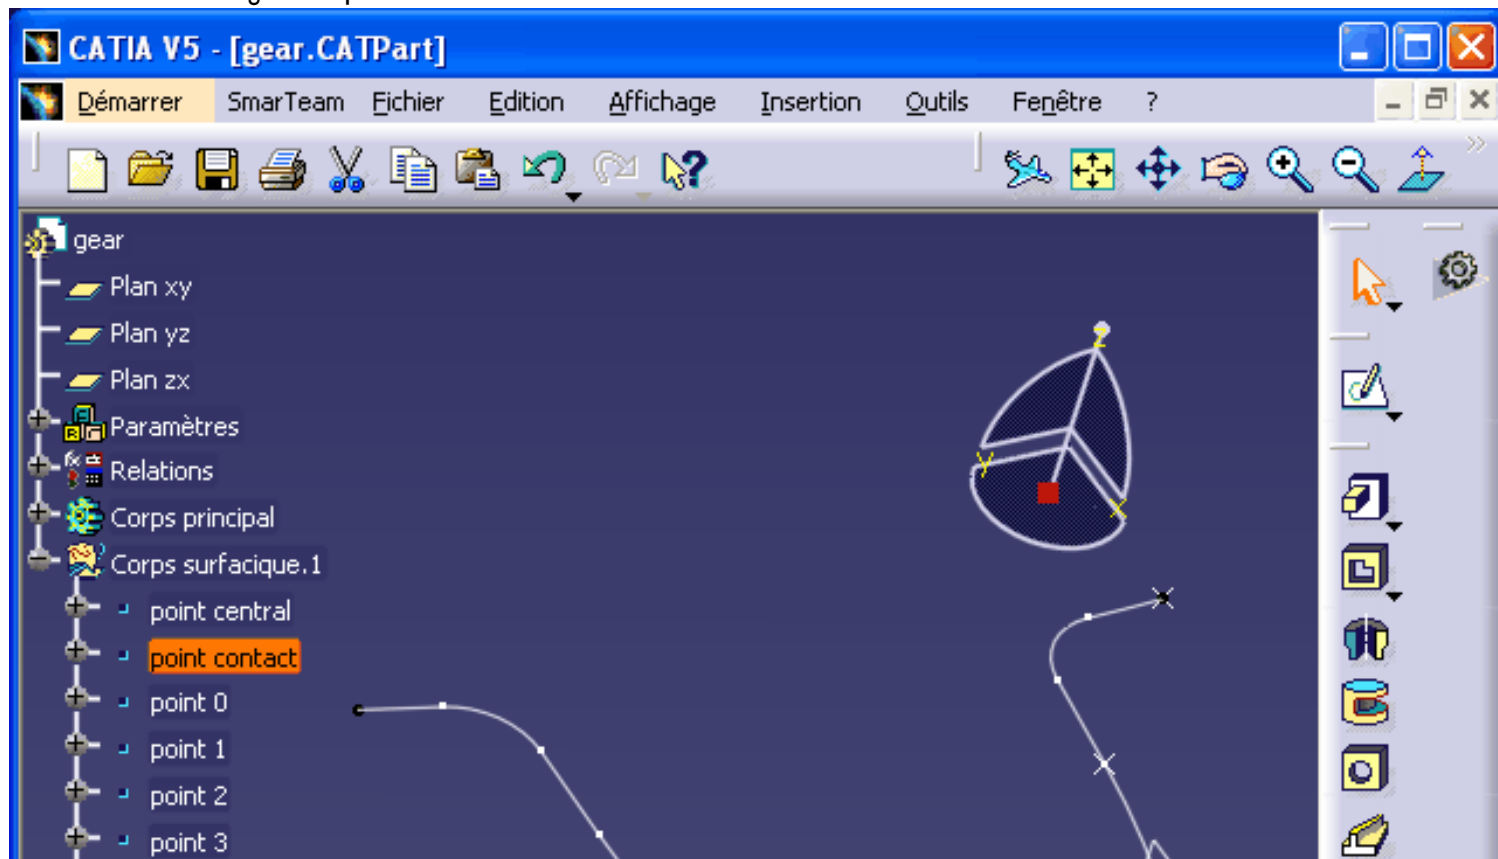 CATIA V5 - [gear.CATPart]
Démarrer SmarTeam Fichier Edition Affichage Insertion Outils Fenêtre ?
gear
Plan xy
Plan yz
Plan zx
Paramètres
Relations
Corps principal
Corps surfacique.1
point central
point contact
point 0
point 1
point 2
point 3
z
y
x